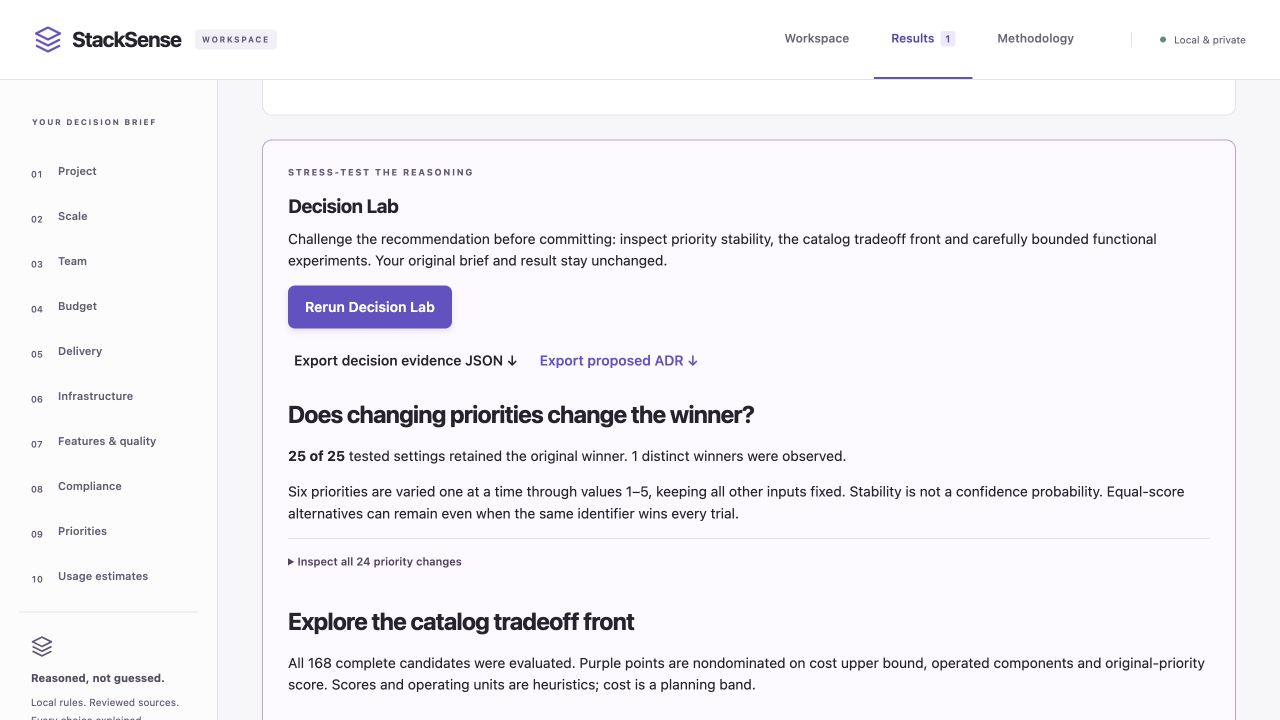 StackSense
WORKSPACE
Workspace
Results 1
Methodology
Local & private
YOUR DECISION BRIEF
01 Project
02 Scale
03 Team
04 Budget
05 Delivery
06 Infrastructure
07 Features & quality
08 Compliance
09 Priorities
10 Usage estimates
Reasoned, not guessed.
Local rules. Reviewed sources.
Every choice explained.
STRESS-TEST THE REASONING
Decision Lab
Challenge the recommendation before committing: inspect priority stability, the catalog tradeoff front and carefully bounded functional
experiments. Your original brief and result stay unchanged.
Rerun Decision Lab
Export decision evidence JSON ↓
Export proposed ADR ↓
Does changing priorities change the winner?
25 of 25 tested settings retained the original winner. 1 distinct winners were observed.
Six priorities are varied one at a time through values 1–5, keeping all other inputs fixed. Stability is not a confidence probability. Equal-score
alternatives can remain even when the same identifier wins every trial.
▶ Inspect all 24 priority changes
Explore the catalog tradeoff front
All 168 complete candidates were evaluated. Purple points are nondominated on cost upper bound, operated components and original-priority
score. Scores and operating units are heuristics; cost is a planning band.